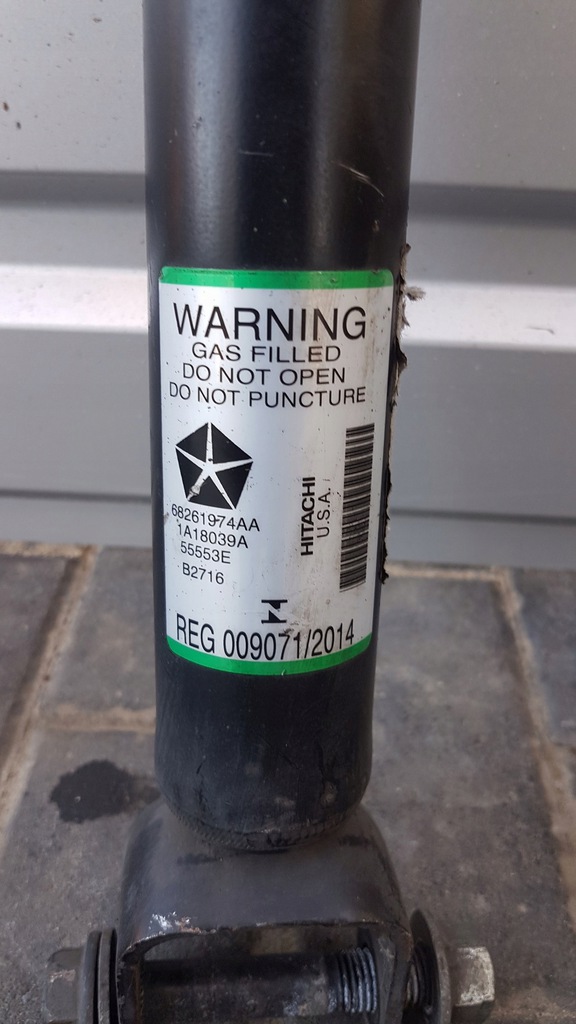 WARNING
GAS FILLED
DO NOT OPEN
DO NOT PUNCTURE
68261974AA
1A18039A
55553E
B2716
HITACHI
U.S.A.
REG 009071/2014